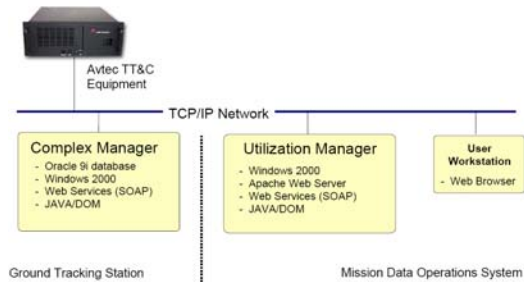 Avtec TT&C
Equipment
TCP/IP Network
Complex Manager
- Oracle 9i database
- Windows 2000
- Web Services (SOAP)
- JAVA/DOM
Utilization Manager
- Windows 2000
- Apache Web Server
- Web Services (SOAP)
- JAVA/DOM
User
Workstation
- Web Browser
Ground Tracking Station
Mission Data Operations System